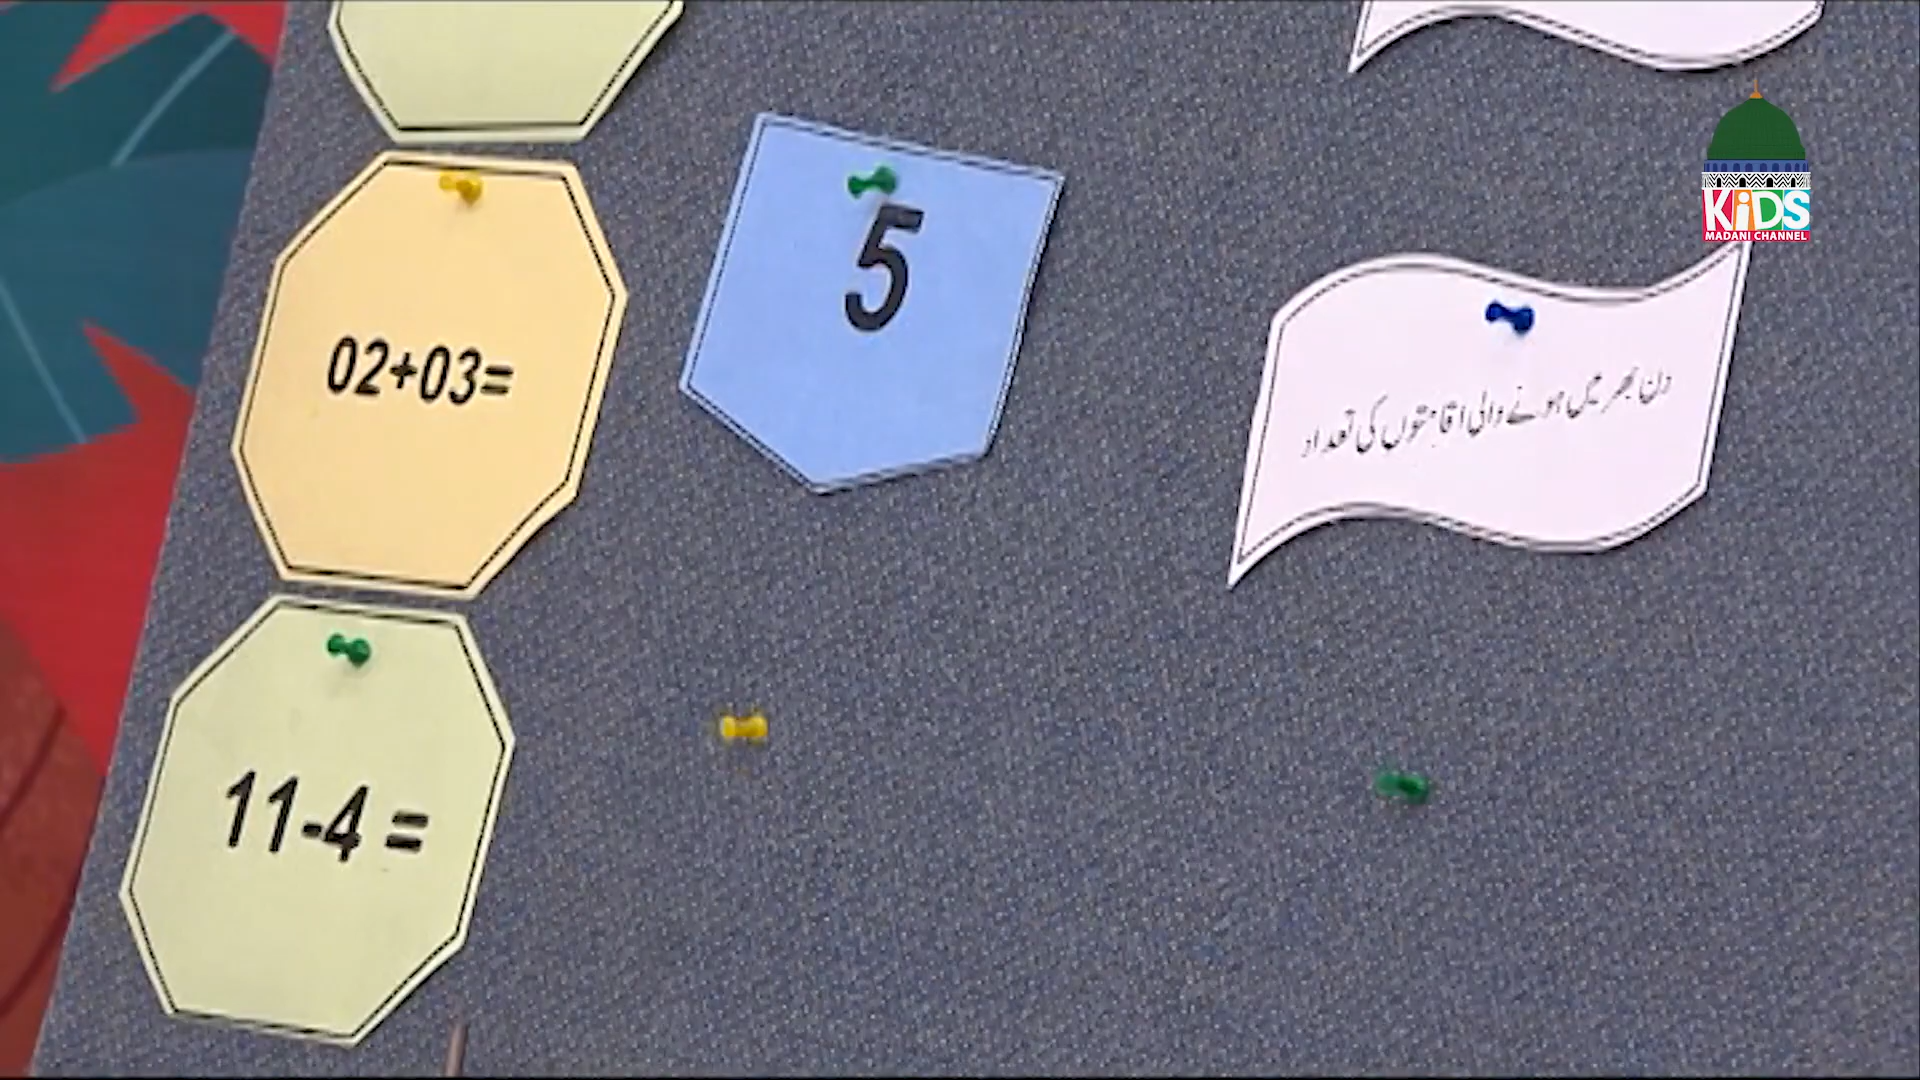 02+03=
5
دن بھر میں ہونے والی اقامتوں کی تعداد
11-4 =
KiDS
MADANI CHANNEL